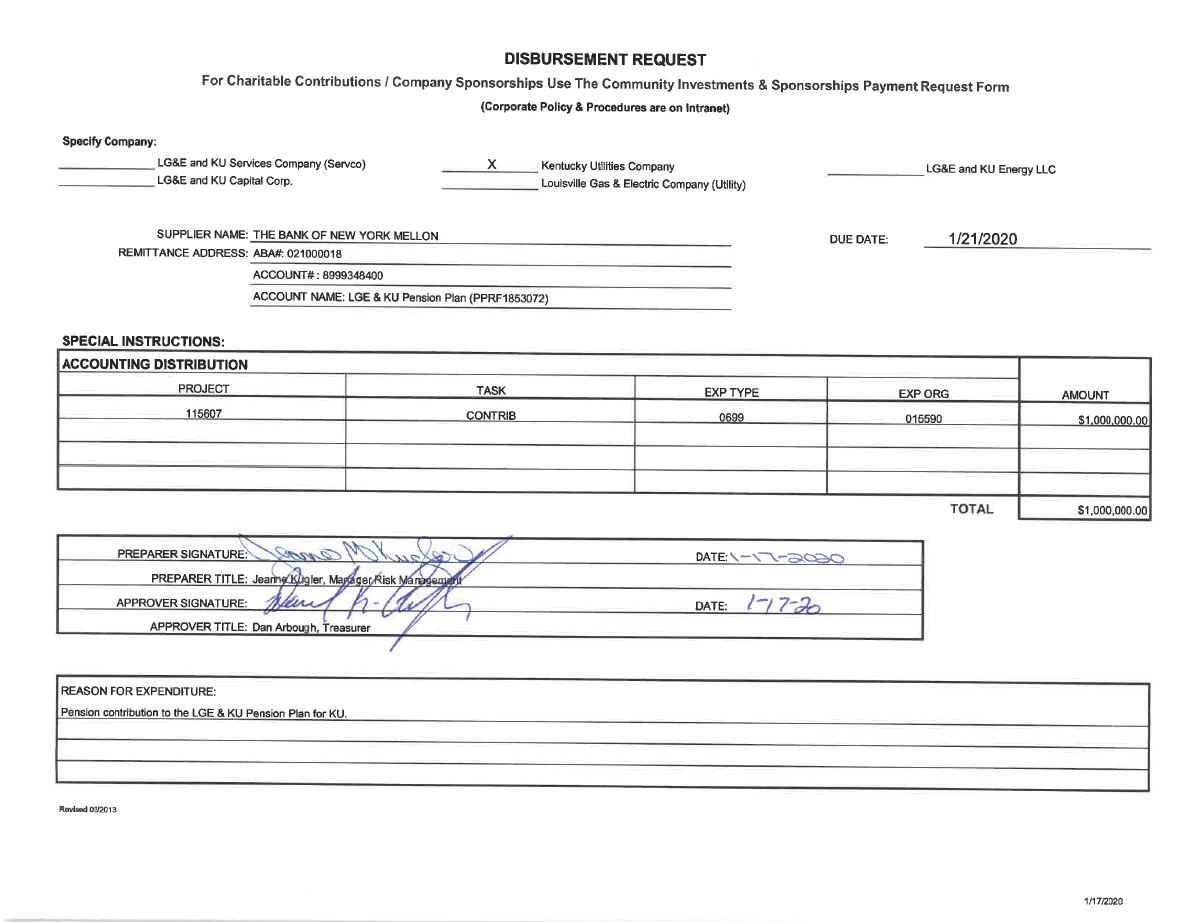 DISBURSEMENT REQUEST
For Charitable Contributions / Company Sponsorships Use The Community Investments & Sponsorships Payment Request Form
(Corporate Policy & Procedures are on Intranet)
Specify Company:
LG&E and KU Services Company (Servco) X Kentucky Utilities Company LG&E and KU Energy LLC
LG&E and KU Capital Corp. Louisville Gas & Electric Company (Utility)
SUPPLIER NAME: THE BANK OF NEW YORK MELLON DUE DATE: 1/21/2020
REMITTANCE ADDRESS: ABA#: 021000018
ACCOUNT# : 8999348400
ACCOUNT NAME: LGE & KU Pension Plan (PPRF1853072)
SPECIAL INSTRUCTIONS:
ACCOUNTING DISTRIBUTION
PROJECT TASK EXP TYPE EXP ORG AMOUNT
115607 CONTRIB 0699 015590 $1,000,000.00
TOTAL $1,000,000.00
PREPARER SIGNATURE: DATE: 1-17-2020
PREPARER TITLE: Jeanne Kugler, Manager Risk Management
APPROVER SIGNATURE: DATE: 1-17-20
APPROVER TITLE: Dan Arbough, Treasurer
REASON FOR EXPENDITURE:
Pension contribution to the LGE & KU Pension Plan for KU.
Revised 03/2013
1/17/2020